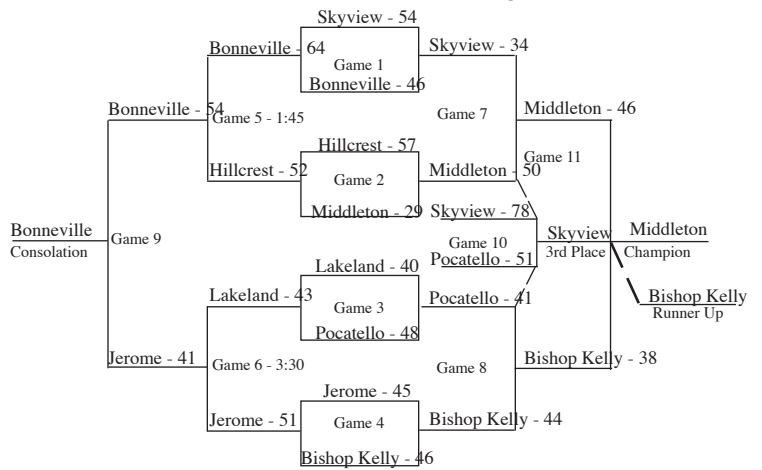 Skyview - 54
Bonneville - 64
Skyview - 34
Game 1
Bonneville - 46
Bonneville - 54
Game 5 - 1:45
Game 7
Middleton - 46
Hillcrest - 57
Game 11
Hillcrest - 52
Game 2
Middleton - 50
Middleton - 29
Skyview - 78
Bonneville
Consolation
Game 9
Game 10
Skyview
3rd Place
Middleton
Champion
Pocatello - 51
Lakeland - 40
Lakeland - 43
Game 3
Pocatello - 41
Bishop Kelly
Runner Up
Pocatello - 48
Jerome - 41
Game 6 - 3:30
Game 8
Bishop Kelly - 38
Jerome - 45
Jerome - 51
Game 4
Bishop Kelly - 44
Bishop Kelly - 46